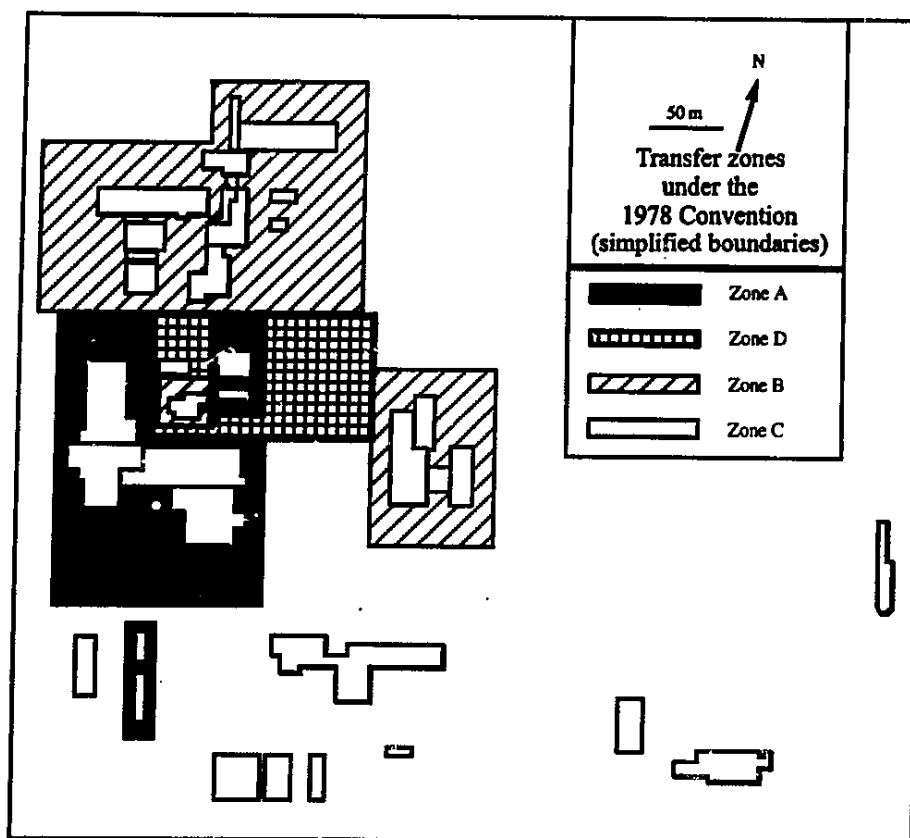 N
50 m
Transfer zones
under the
1978 Convention
(simplified boundaries)
Zone A
Zone D
Zone B
Zone C